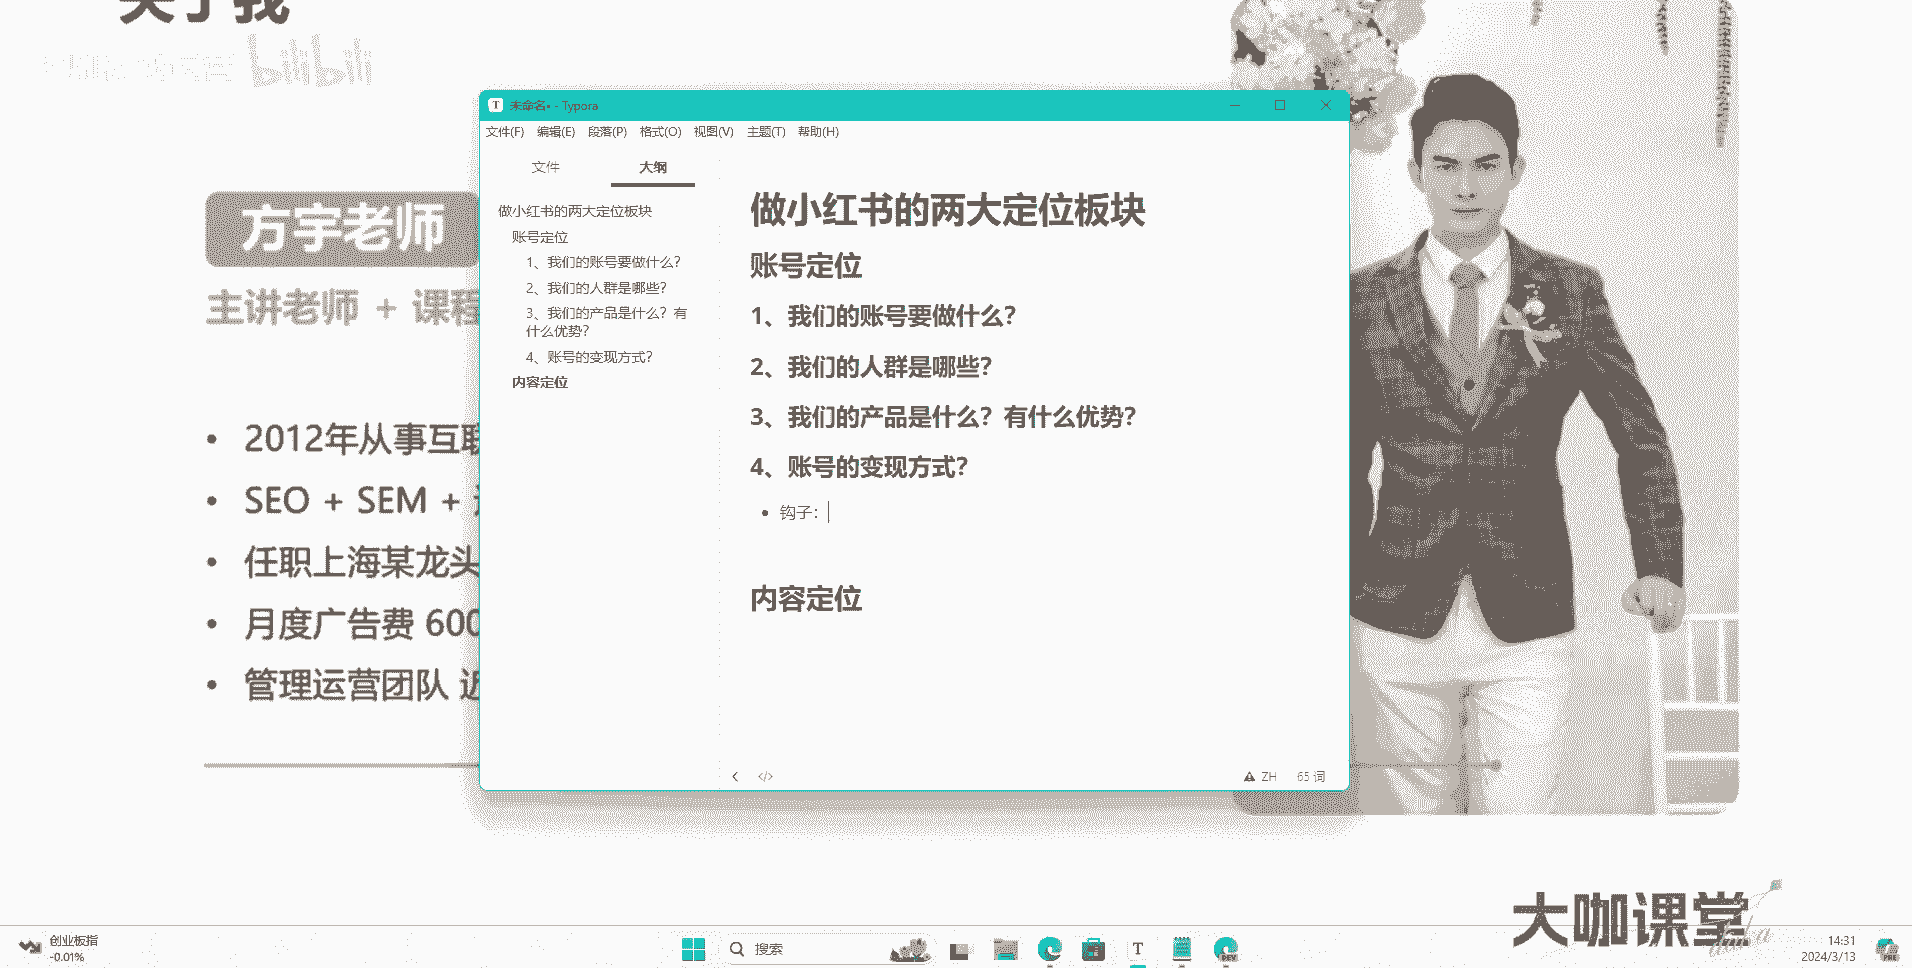 关于我
bilibili
方宇老师
主讲老师 + 课程
2012年从事互联
SEO + SEM +
任职上海某龙头
月度广告费 600
管理运营团队 近
未命名• - Typora
文件(F) 编辑(E) 段落(P) 格式(O) 视图(V) 主题(T) 帮助(H)
文件 大纲
做小红书的两大定位板块
账号定位
1、我们的账号要做什么?
2、我们的人群是哪些?
3、我们的产品是什么? 有
什么优势?
4、账号的变现方式?
内容定位
做小红书的两大定位板块
账号定位
1、我们的账号要做什么?
2、我们的人群是哪些?
3、我们的产品是什么? 有什么优势?
4、账号的变现方式?
钩子:
内容定位
</> ZH 65 词
大咖课堂
daka
创业板指
-0.01%
搜索
T
DEV
14:31
2024/3/13
PRE